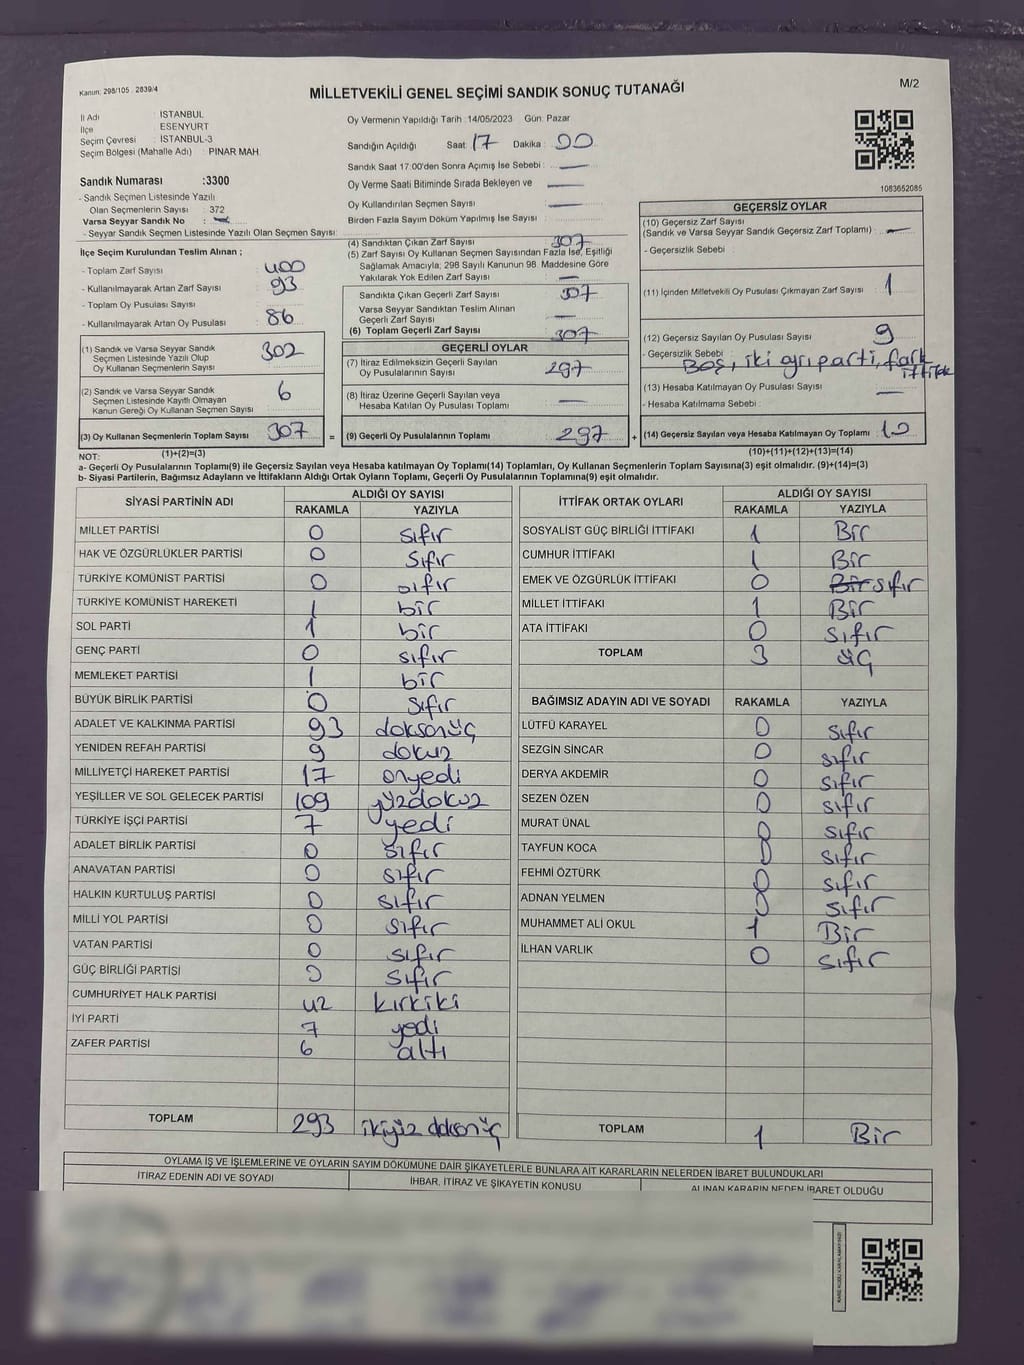 Kanun: 298/105 . 2839/4
MİLLETVEKİLİ GENEL SEÇİMİ SANDIK SONUÇ TUTANAĞI
M/2
İl Adı : İSTANBUL
İlçe : ESENYURT
Seçim Çevresi : İSTANBUL-3
Seçim Bölgesi (Mahalle Adı) : PINAR MAH.
Sandık Numarası :3300
- Sandık Seçmen Listesinde Yazılı
Olan Seçmenlerin Sayısı : 372
Varsa Seyyar Sandık No : —
- Seyyar Sandık Seçmen Listesinde Yazılı Olan Seçmen Sayısı:
Oy Vermenin Yapıldığı Tarih :14/05/2023 Gün: Pazar
Sandığın Açıldığı Saat: 17 Dakika : 00
Sandık Saat 17:00'den Sonra Açımış İse Sebebi : —
Oy Verme Saati Bitiminde Sırada Bekleyen ve —
Oy Kullandırılan Seçmen Sayısı : —
Birden Fazla Sayım Döküm Yapılmış İse Sayısı :
1083652085
İlçe Seçim Kurulundan Teslim Alınan ;
- Toplam Zarf Sayısı : 400
- Kullanılmayarak Artan Zarf Sayısı : 93
- Toplam Oy Pusulası Sayısı :
- Kullanılmayarak Artan Oy Pusulası : 86
(1) Sandık ve Varsa Seyyar Sandık
Seçmen Listesinde Yazılı Olup
Oy Kullanan Seçmenlerin Sayısı : 302
(2) Sandık ve Varsa Seyyar Sandık
Seçmen Listesinde Kayıtlı Olmayan
Kanun Gereği Oy Kullanan Seçmen Sayısı : 6
(3) Oy Kullanan Seçmenlerin Toplam Sayısı : 307
(1)+(2)=(3)
(4) Sandıktan Çıkan Zarf Sayısı : 307
(5) Zarf Sayısı Oy Kullanan Seçmen Sayısından Fazla İse, Eşitliği
Sağlamak Amacıyla; 298 Sayılı Kanunun 98. Maddesine Göre
Yakılarak Yok Edilen Zarf Sayısı : —
Sandıkta Çıkan Geçerli Zarf Sayısı : 307
Varsa Seyyar Sandıktan Teslim Alınan
Geçerli Zarf Sayısı : —
(6) Toplam Geçerli Zarf Sayısı : 307
GEÇERLİ OYLAR
(7) İtiraz Edilmeksizin Geçerli Sayılan
Oy Pusulalarının Sayısı : 297
(8) İtiraz Üzerine Geçerli Sayılan veya
Hesaba Katılan Oy Pusulası Toplamı : —
= (9) Geçerli Oy Pusulalarının Toplamı : 297
GEÇERSİZ OYLAR
(10) Geçersiz Zarf Sayısı
(Sandık ve Varsa Seyyar Sandık Geçersiz Zarf Toplamı) : —
- Geçersizlik Sebebi :
(11) İçinden Milletvekili Oy Pusulası Çıkmayan Zarf Sayısı : 1
(12) Geçersiz Sayılan Oy Pusulası Sayısı : 9
- Geçersizlik Sebebi : Boş, iki ayrı parti, fark
ittifak
(13) Hesaba Katılmayan Oy Pusulası Sayısı : —
- Hesaba Katılmama Sebebi :
+ (14) Geçersiz Sayılan veya Hesaba Katılmayan Oy Toplamı : 10
(10)+(11)+(12)+(13)=(14)
NOT:
a- Geçerli Oy Pusulalarının Toplamı(9) ile Geçersiz Sayılan veya Hesaba katılmayan Oy Toplamı(14) Toplamları, Oy Kullanan Seçmenlerin Toplam Sayısına(3) eşit olmalıdır. (9)+(14)=(3)
b- Siyasi Partilerin, Bağımsız Adayların ve İttifakların Aldığı Ortak Oyların Toplamı, Geçerli Oy Pusulalarının Toplamına(9) eşit olmalıdır.
SİYASİ PARTİNİN ADI ALDIĞI OY SAYISI
RAKAMLA YAZIYLA
MİLLET PARTİSİ 0 sıfır
HAK VE ÖZGÜRLÜKLER PARTİSİ 0 sıfır
TÜRKİYE KOMÜNİST PARTİSİ 0 sıfır
TÜRKİYE KOMÜNİST HAREKETİ 1 bir
SOL PARTİ 1 bir
GENÇ PARTİ 0 sıfır
MEMLEKET PARTİSİ 1 bir
BÜYÜK BİRLİK PARTİSİ 0 sıfır
ADALET VE KALKINMA PARTİSİ 93 doksanüç
YENİDEN REFAH PARTİSİ 9 dokuz
MİLLİYETÇİ HAREKET PARTİSİ 17 onyedi
YEŞİLLER VE SOL GELECEK PARTİSİ 109 yüzdokuz
TÜRKİYE İŞÇİ PARTİSİ 7 yedi
ADALET BİRLİK PARTİSİ 0 sıfır
ANAVATAN PARTİSİ 0 sıfır
HALKIN KURTULUŞ PARTİSİ 0 sıfır
MİLLİ YOL PARTİSİ 0 sıfır
VATAN PARTİSİ 0 sıfır
GÜÇ BİRLİĞİ PARTİSİ 0 sıfır
CUMHURİYET HALK PARTİSİ 42 kırkiki
İYİ PARTİ 7 yedi
ZAFER PARTİSİ 6 altı
TOPLAM 293 ikiyüz doksanüç
İTTİFAK ORTAK OYLARI ALDIĞI OY SAYISI
RAKAMLA YAZIYLA
SOSYALİST GÜÇ BİRLİĞİ İTTİFAKI 1 Bir
CUMHUR İTTİFAKI 1 Bir
EMEK VE ÖZGÜRLÜK İTTİFAKI 0 Bir sıfır
MİLLET İTTİFAKI 1 Bir
ATA İTTİFAKI 0 sıfır
TOPLAM 3 üç
BAĞIMSIZ ADAYIN ADI VE SOYADI RAKAMLA YAZIYLA
LÜTFÜ KARAYEL 0 sıfır
SEZGİN SİNCAR 0 sıfır
DERYA AKDEMİR 0 sıfır
SEZEN ÖZEN 0 sıfır
MURAT ÜNAL 0 sıfır
TAYFUN KOCA 0 sıfır
FEHMİ ÖZTÜRK 0 sıfır
ADNAN YELMEN 0 sıfır
MUHAMMET ALİ OKUL 1 Bir
İLHAN VARLIK 0 sıfır
TOPLAM 1 Bir
OYLAMA İŞ VE İŞLEMLERİNE VE OYLARIN SAYIM DÖKÜMÜNE DAİR ŞİKAYETLERLE BUNLARA AİT KARARLARIN NELERDEN İBARET BULUNDUKLARI
İTİRAZ EDENİN ADI VE SOYADI İHBAR, İTİRAZ VE ŞİKAYETİN KONUSU ALINAN KARARIN NEDEN İBARET OLDUĞU